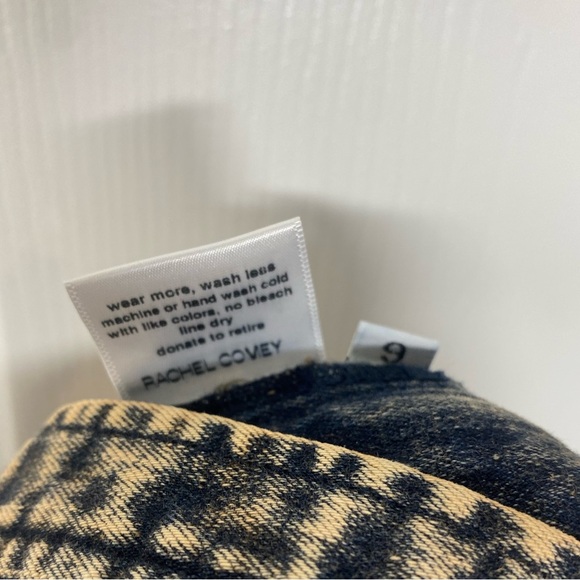 wear more, wash less
machine or hand wash cold
with like colors, no bleach
line dry
donate to retire
RACHEL COMEY
9